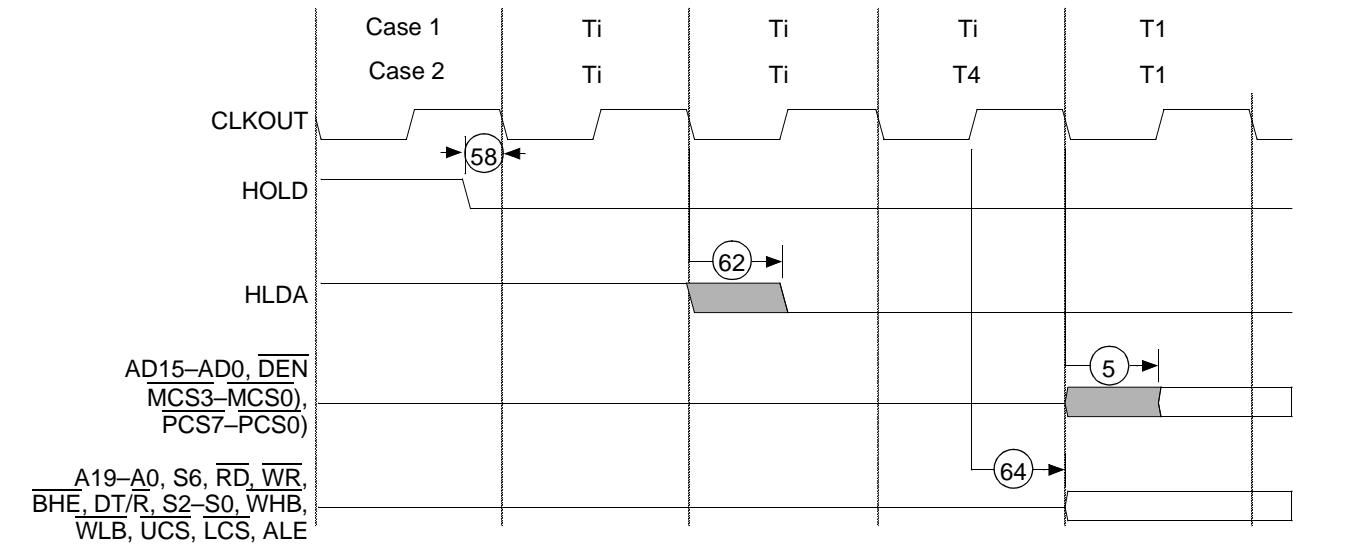 Case 1 Ti Ti Ti T1
Case 2 Ti Ti T4 T1
CLKOUT
58
HOLD
62
HLDA
5
AD15–AD0, DEN
MCS3–MCS0),
PCS7–PCS0)
64
A19–A0, S6, RD, WR,
BHE, DT/R, S2–S0, WHB,
WLB, UCS, LCS, ALE